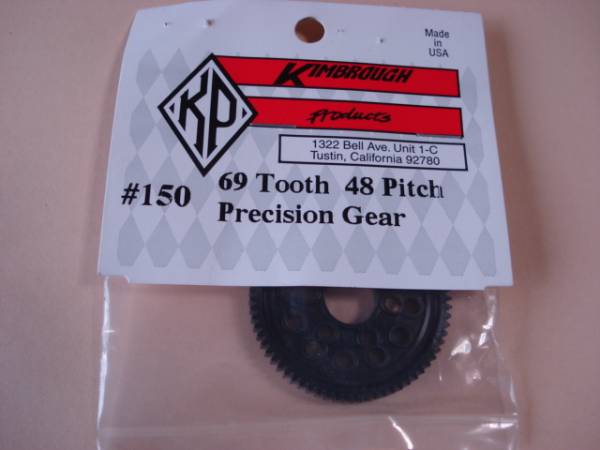 Made
in
USA
KP
KIMBROUGH
Products
1322 Bell Ave. Unit 1-C
Tustin, California 92780
#150 69 Tooth 48 Pitch
Precision Gear